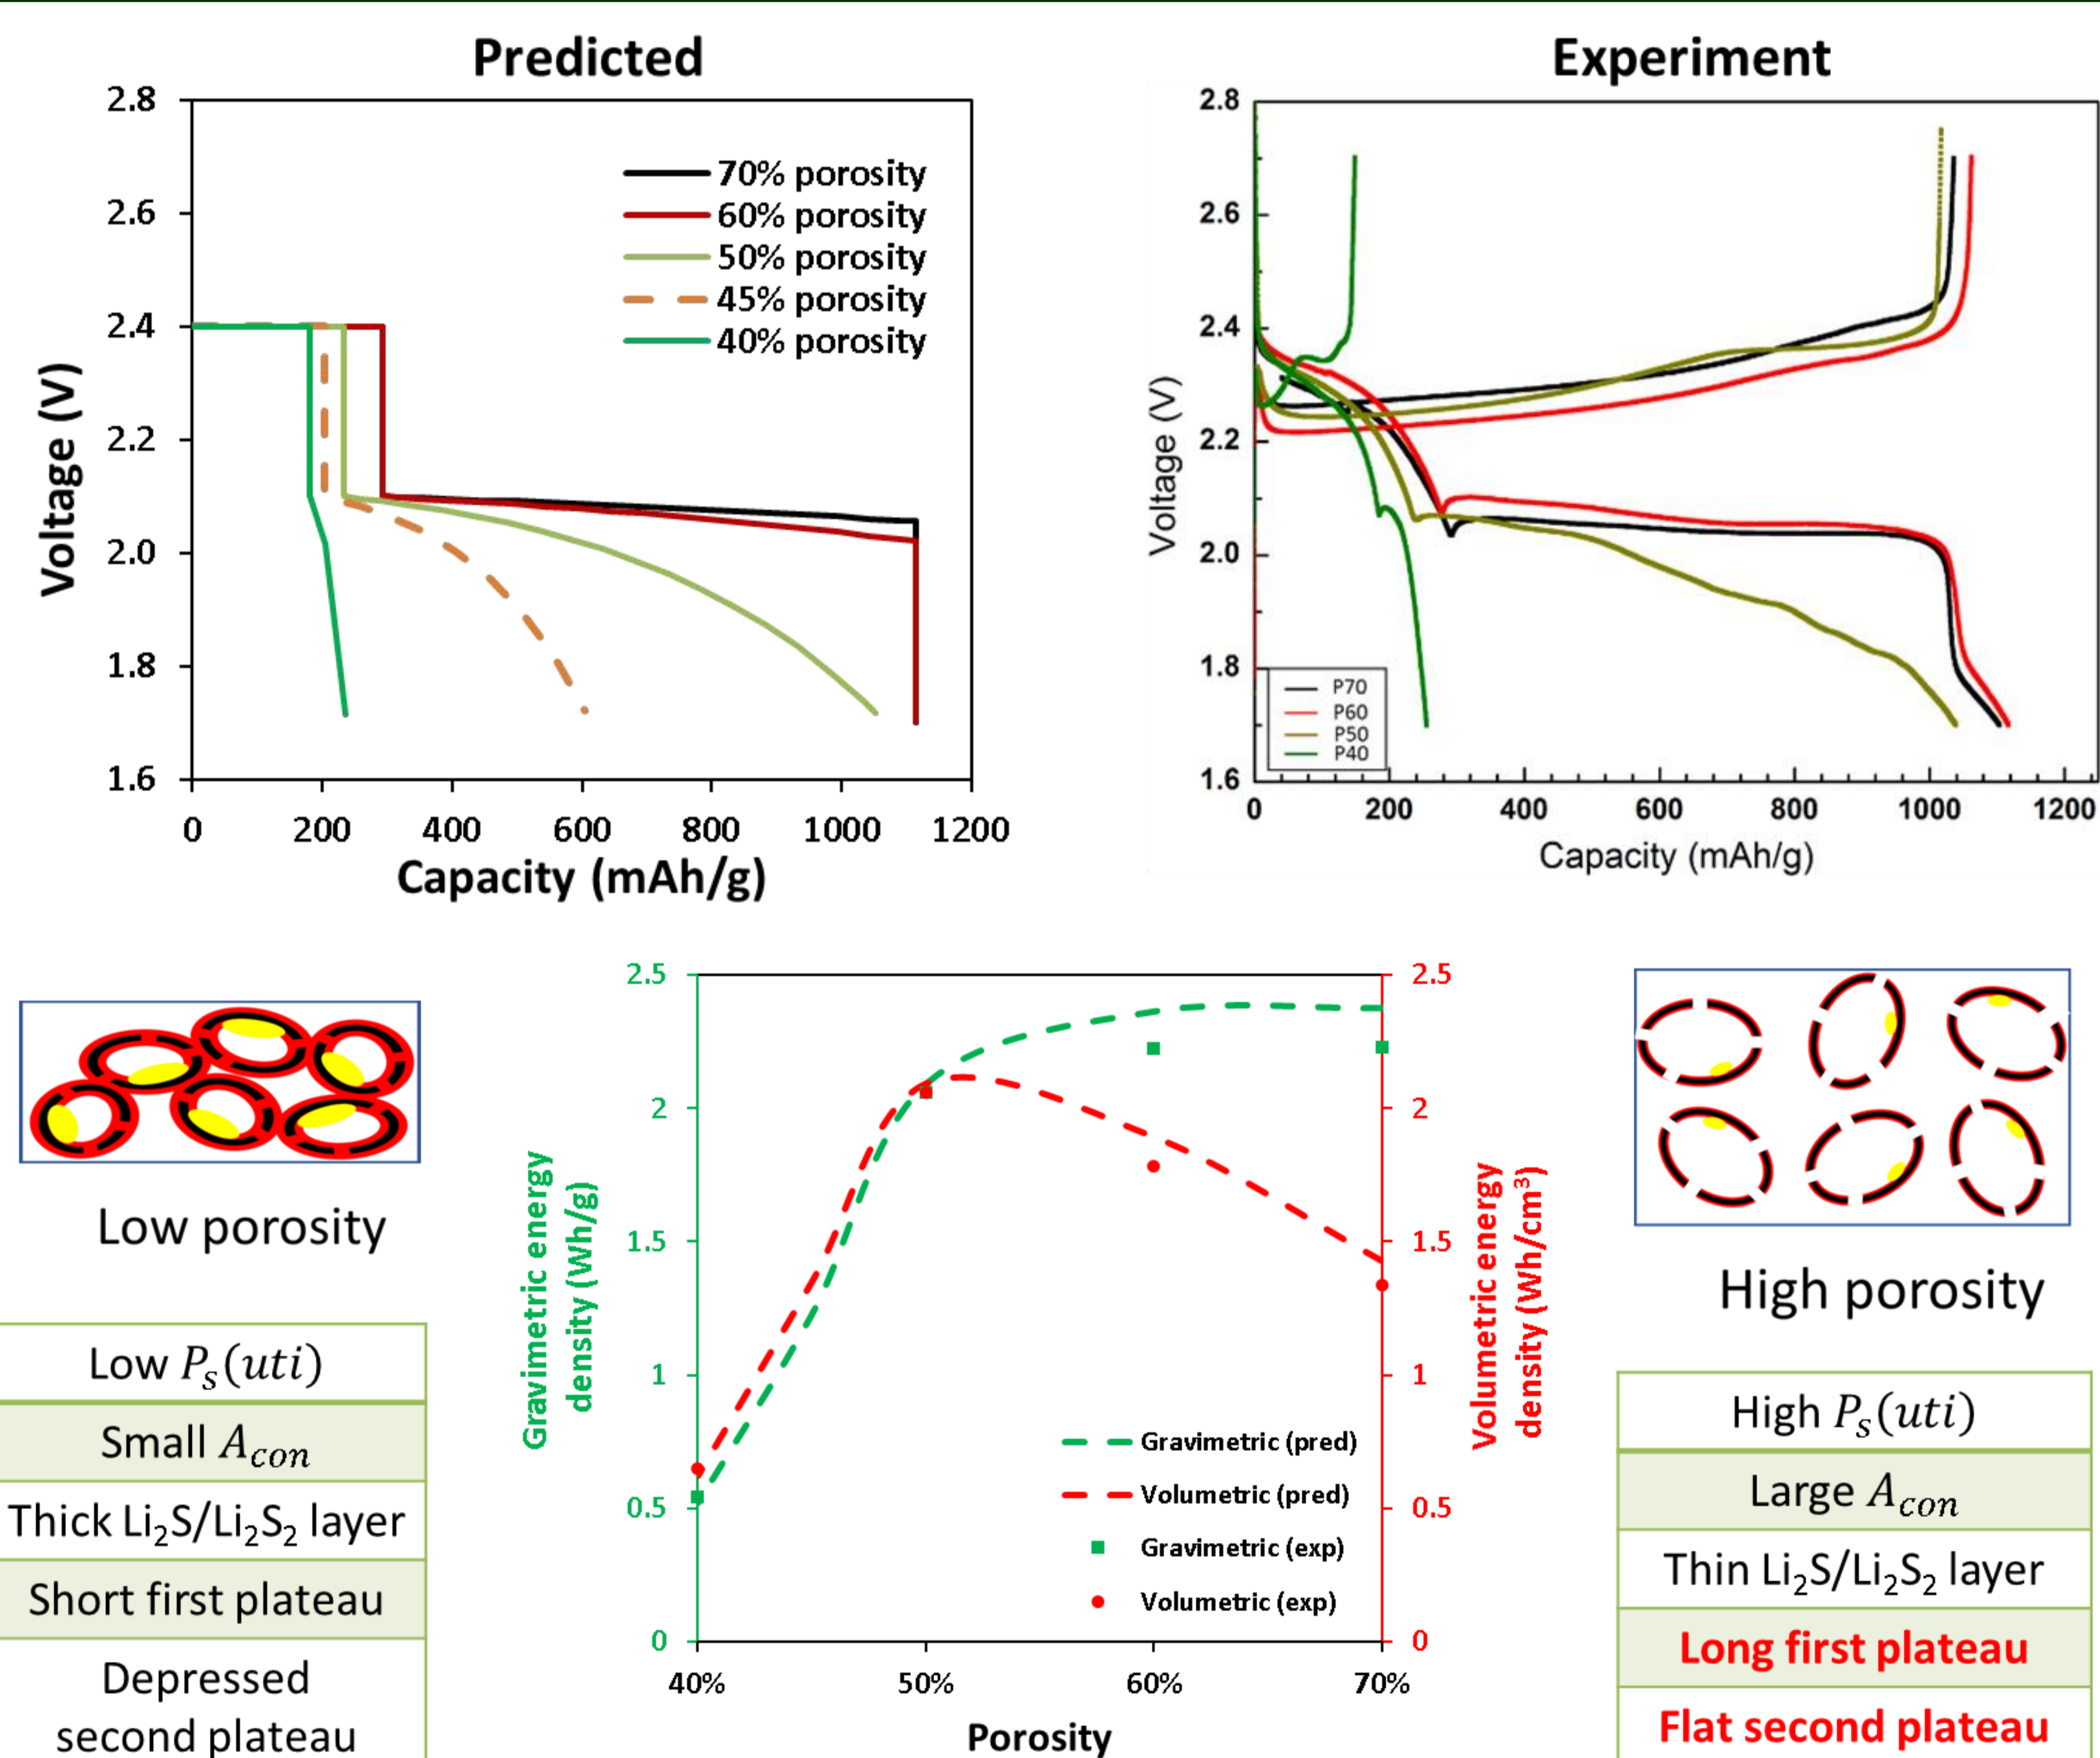 Predicted
2.8
2.6
2.4
2.2
2.0
1.8
1.6
Voltage (V)
70% porosity
60% porosity
50% porosity
45% porosity
40% porosity
0 200 400 600 800 1000 1200
Capacity (mAh/g)
Experiment
2.8
2.6
2.4
2.2
2.0
1.8
1.6
Voltage (V)
P70
P60
P50
P40
0 200 400 600 800 1000 1200
Capacity (mAh/g)
Low porosity
Low Pₛ(uti)
Small A_con
Thick Li₂S/Li₂S₂ layer
Short first plateau
Depressed
second plateau
Gravimetric energy
density (Wh/g)
2.5
2
1.5
1
0.5
0
Gravimetric (pred)
Volumetric (pred)
Gravimetric (exp)
Volumetric (exp)
2.5
2
1.5
1
0.5
0
Volumetric energy
density (Wh/cm³)
40% 50% 60% 70%
Porosity
High porosity
High Pₛ(uti)
Large A_con
Thin Li₂S/Li₂S₂ layer
Long first plateau
Flat second plateau